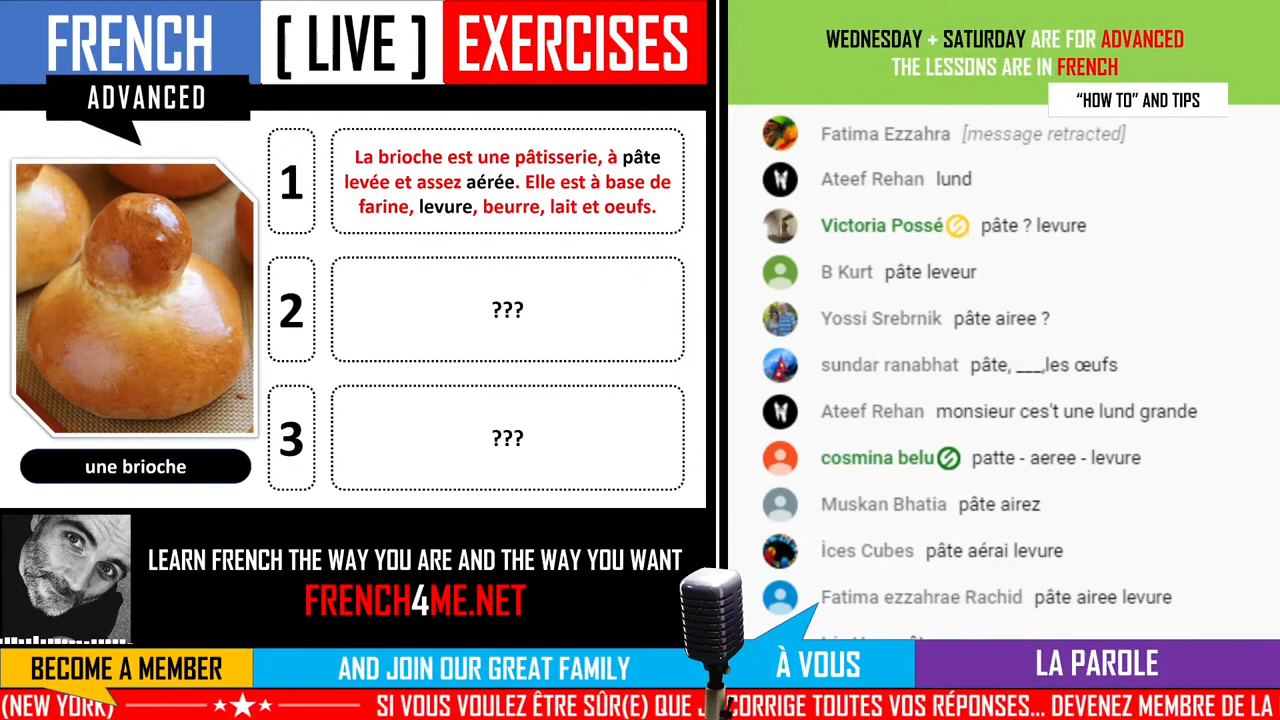 FRENCH [ LIVE ] EXERCISES
ADVANCED
1
La brioche est une pâtisserie, à pâte
levée et assez aérée. Elle est à base de
farine, levure, beurre, lait et oeufs.
2
???
3
???
une brioche
LEARN FRENCH THE WAY YOU ARE AND THE WAY YOU WANT
FRENCH4ME.NET
WEDNESDAY + SATURDAY ARE FOR ADVANCED
THE LESSONS ARE IN FRENCH
“HOW TO” AND TIPS
Fatima Ezzahra [message retracted]
Ateef Rehan lund
Victoria Possé pâte ? levure
B Kurt pâte leveur
Yossi Srebrnik pâte airee ?
sundar ranabhat pâte, ___,les œufs
Ateef Rehan monsieur ces't une lund grande
cosmina belu patte - aeree - levure
Muskan Bhatia pâte airez
İces Cubes pâte aérai levure
Fatima ezzahrae Rachid pâte airee levure
BECOME A MEMBER AND JOIN OUR GREAT FAMILY
À VOUS LA PAROLE
(NEW YORK) SI VOUS VOULEZ ÊTRE SÛR(E) QUE CORRIGE TOUTES VOS RÉPONSES... DEVENEZ MEMBRE DE LA